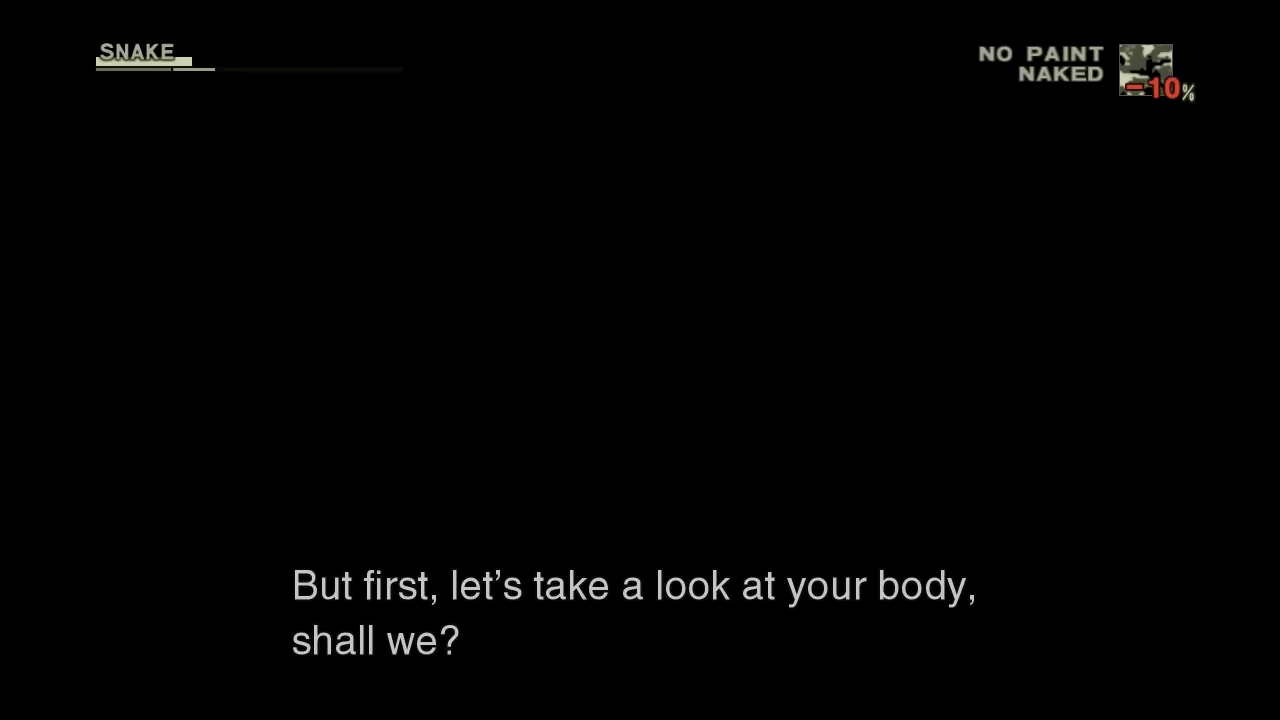 SNAKE
NO PAINT
NAKED
-10%
But first, let’s take a look at your body,
shall we?